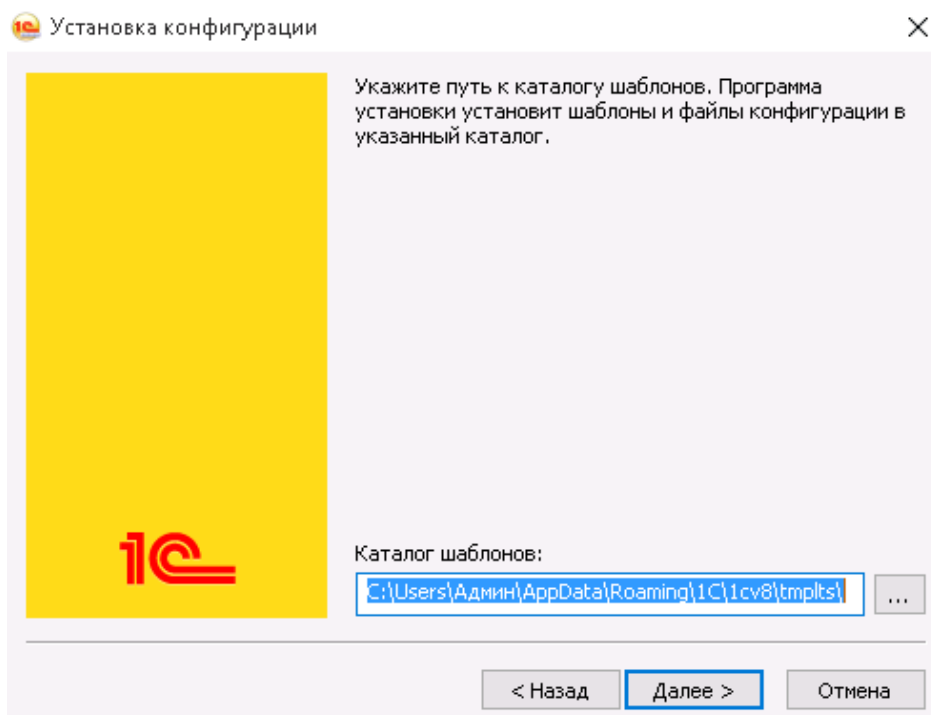 1С Установка конфигурации
Укажите путь к каталогу шаблонов. Программа
установки установит шаблоны и файлы конфигурации в
указанный каталог.
1С
Каталог шаблонов:
C:\Users\Админ\AppData\Roaming\1C\1cv8\tmplts\
...
< Назад
Далее >
Отмена